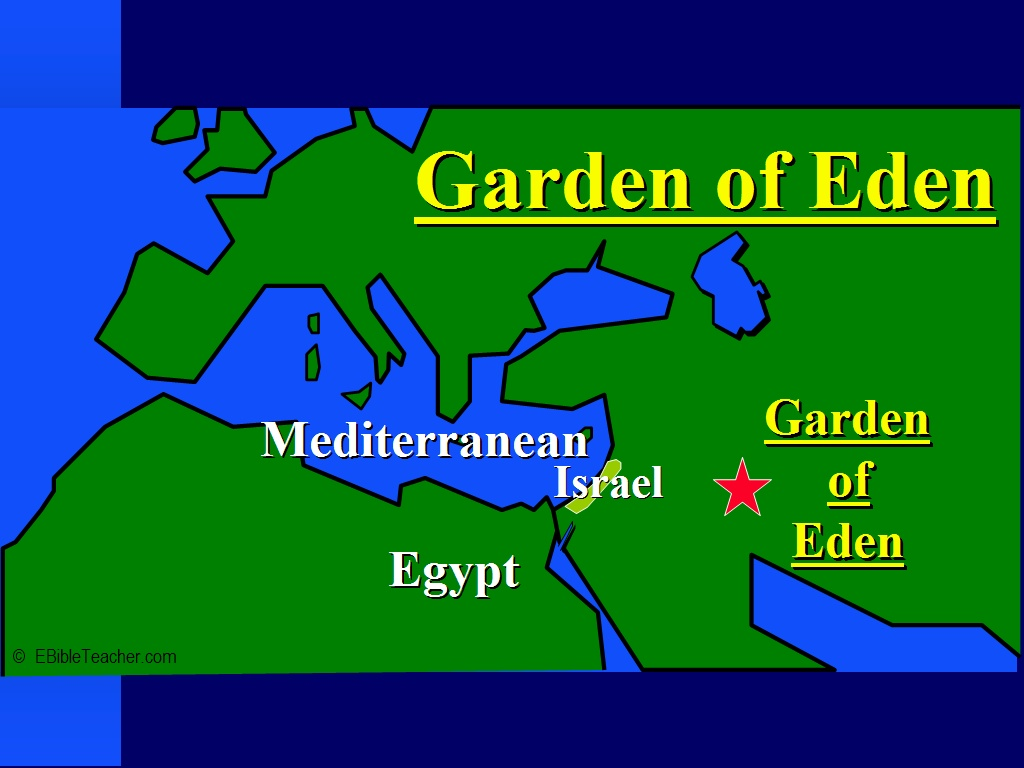 Garden of Eden
Mediterranean
Garden
of
Eden
Israel
Egypt
© EBibleTeacher.com